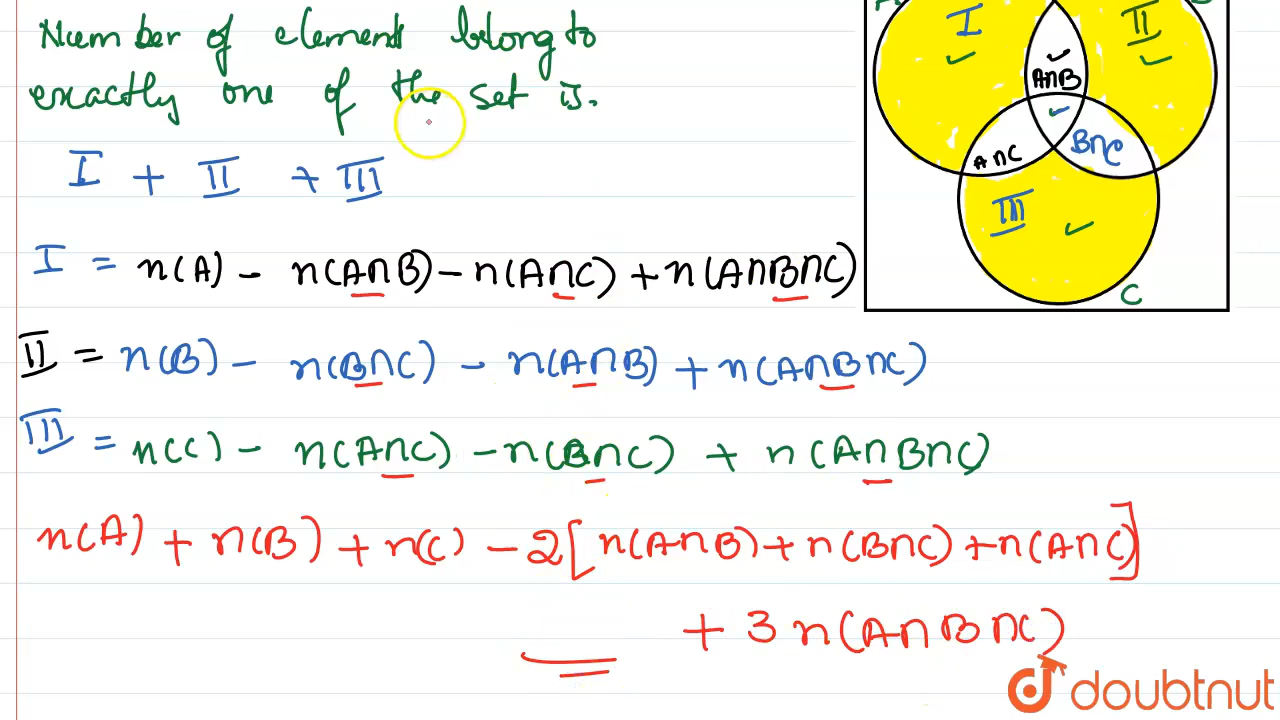 Number of element belong to
exactly one of the set is.
I + II + III
I = n(A) - n(A∩B) - n(A∩C) + n(A∩B∩C)
II = n(B) - n(B∩C) - n(A∩B) + n(A∩B∩C)
III = n(C) - n(A∩C) - n(B∩C) + n(A∩B∩C)
n(A) + n(B) + n(C) - 2[n(A∩B) + n(B∩C) + n(A∩C)]
+ 3 n(A∩B∩C)
I
II
A∩B
A∩C
B∩C
III
C
doubtnut